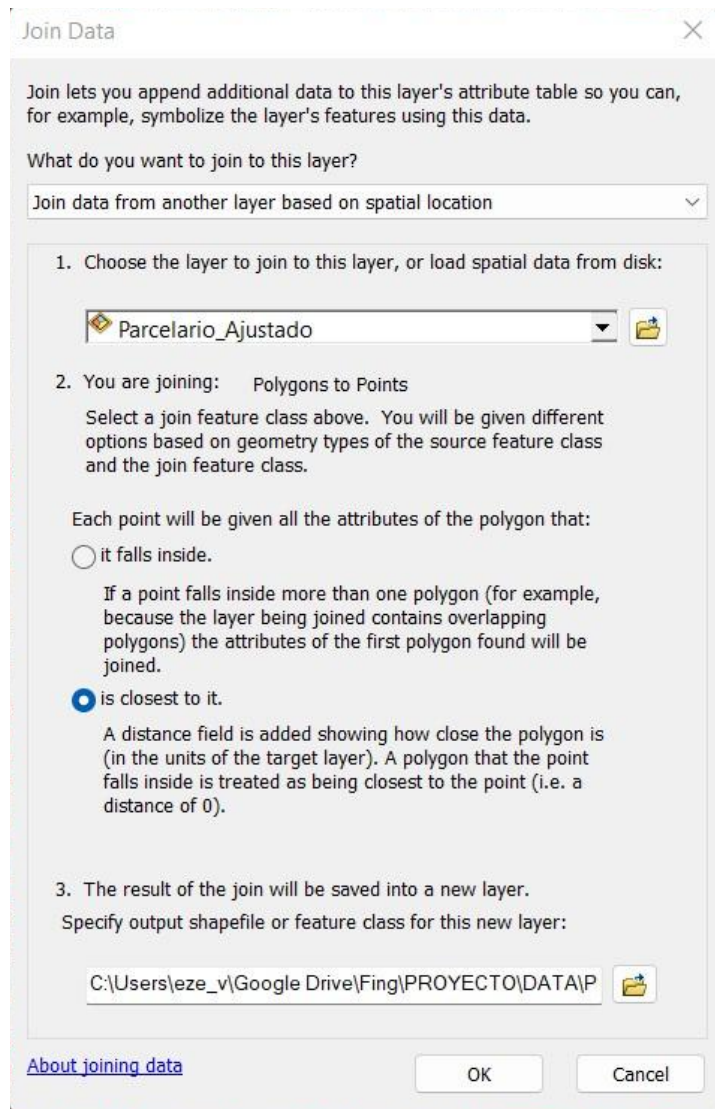 Join Data
Join lets you append additional data to this layer's attribute table so you can,
for example, symbolize the layer's features using this data.
What do you want to join to this layer?
Join data from another layer based on spatial location
1. Choose the layer to join to this layer, or load spatial data from disk:
Parcelario_Ajustado
2. You are joining: Polygons to Points
Select a join feature class above. You will be given different
options based on geometry types of the source feature class
and the join feature class.
Each point will be given all the attributes of the polygon that:
it falls inside.
If a point falls inside more than one polygon (for example,
because the layer being joined contains overlapping
polygons) the attributes of the first polygon found will be
joined.
is closest to it.
A distance field is added showing how close the polygon is
(in the units of the target layer). A polygon that the point
falls inside is treated as being closest to the point (i.e. a
distance of 0).
3. The result of the join will be saved into a new layer.
Specify output shapefile or feature class for this new layer:
C:\Users\eze_v\Google Drive\Fing\PROYECTO\DATA\P
About joining data
OK
Cancel